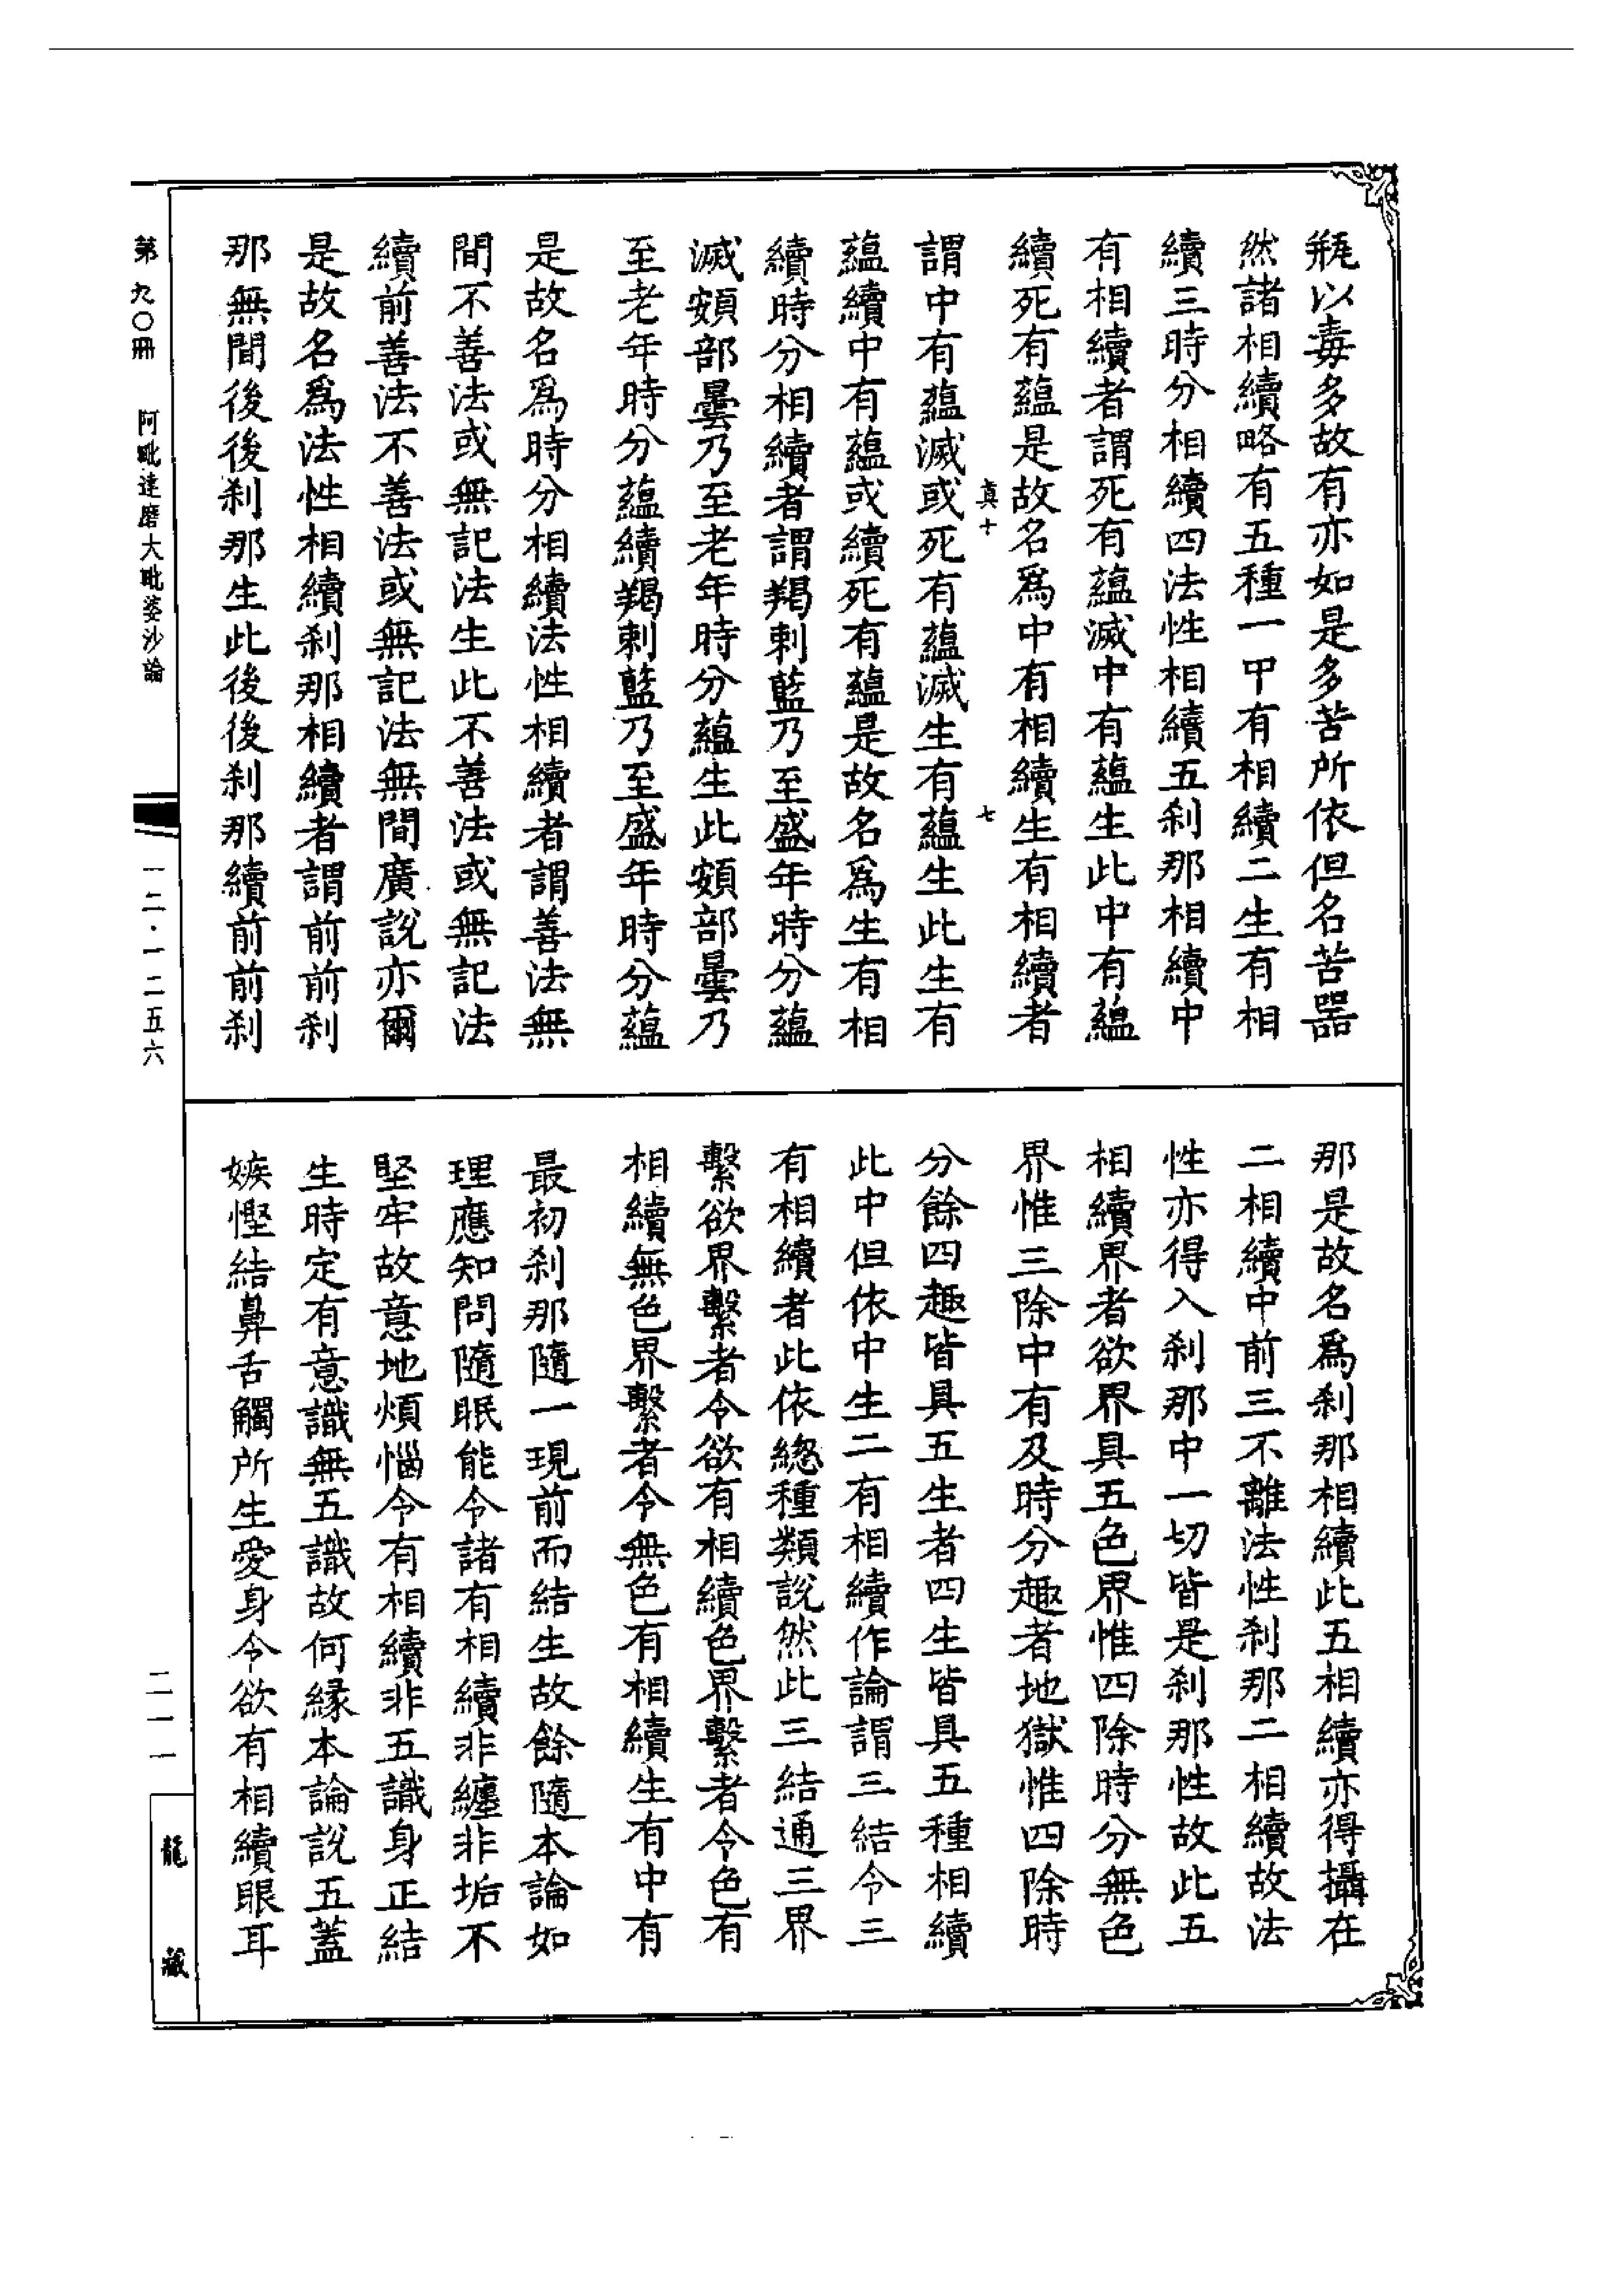 瓶以毒多故有亦如是多苦所依但名苦器
然諸相續略有五種一中有相續二生有相
續三時分相續四法性相續五刹那相續中
有相續者謂死有蘊滅中有蘊生此中有蘊
續死有蘊是故名爲中有相續生有相續者
真十 七
謂中有蘊滅或死有蘊滅生有蘊生此生有
蘊續中有蘊或續死有蘊是故名爲生有相
續時分相續者謂羯剌藍乃至盛年時分蘊
滅頞部曇乃至老年時分蘊生此頞部曇乃
至老年時分蘊續羯剌藍乃至盛年時分蘊
是故名爲時分相續法性相續者謂善法無
間不善法或無記法生此不善法或無記法
續前善法不善法或無記法無間廣說亦爾
是故名爲法性相續刹那相續者謂前前刹
那無間後後刹那生此後後刹那續前前刹
那是故名爲刹那相續此五相續亦得攝在
二相續中前三不離法性刹那二相續故法
性亦得入刹那中一切皆是刹那性故此五
相續界者欲界具五色界惟四除時分無色
界惟三除中有及時分趣者地獄惟四除時
分餘四趣皆具五生者四生皆具五種相續
此中但依中生二有相續作論謂三結令三
有相續者此依總種類說然此三結通三界
繫欲界繫者令欲有相續色界繫者令色有
相續無色界繫者令無色有相續生有中有
最初刹那隨一現前而結生故餘隨本論如
理應知問隨眠能令諸有相續非纏非垢不
堅牢故意地煩惱令有相續非五識身正結
生時定有意識無五識故何緣本論說五蓋
嫉慳結鼻舌觸所生愛身令欲有相續眼耳
第九〇冊 阿毗達磨大毗婆沙論
一二・一二五六
二一一
龍藏